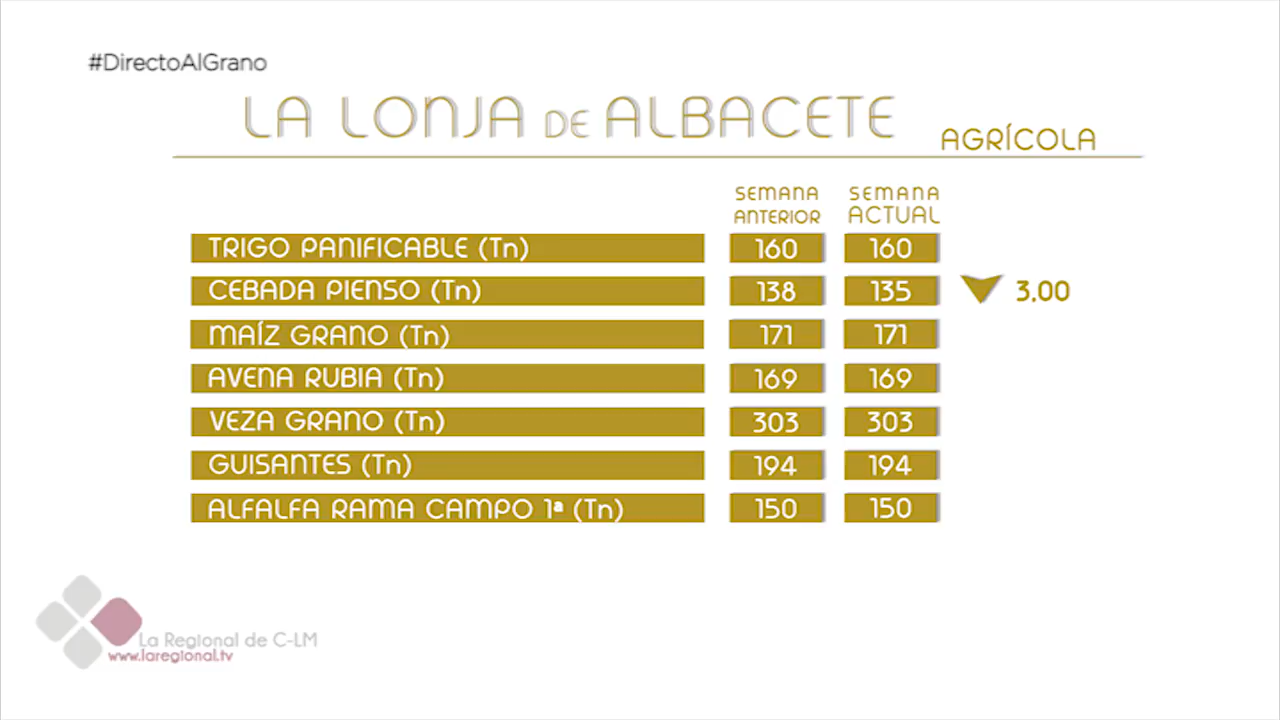 #DirectoAlGrano
LA LONJA DE ALBACETE AGRÍCOLA
SEMANA ANTERIOR SEMANA ACTUAL
TRIGO PANIFICABLE (Tn) 160 160
CEBADA PIENSO (Tn) 138 135 3,00
MAÍZ GRANO (Tn) 171 171
AVENA RUBIA (Tn) 169 169
VEZA GRANO (Tn) 303 303
GUISANTES (Tn) 194 194
ALFALFA RAMA CAMPO 1ª (Tn) 150 150
La Regional de C-LM
www.laregional.tv